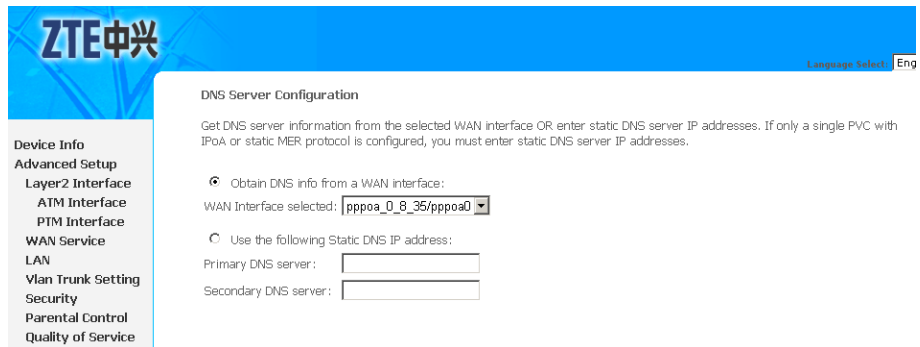 ZTE中兴
Language Select: Eng
DNS Server Configuration
Get DNS server information from the selected WAN interface OR enter static DNS server IP addresses. If only a single PVC with
IPoA or static MER protocol is configured, you must enter static DNS server IP addresses.
Obtain DNS info from a WAN interface:
WAN Interface selected: pppoa_0_8_35/pppoa0
Use the following Static DNS IP address:
Primary DNS server:
Secondary DNS server:
Device Info
Advanced Setup
Layer2 Interface
ATM Interface
PTM Interface
WAN Service
LAN
Vlan Trunk Setting
Security
Parental Control
Quality of Service